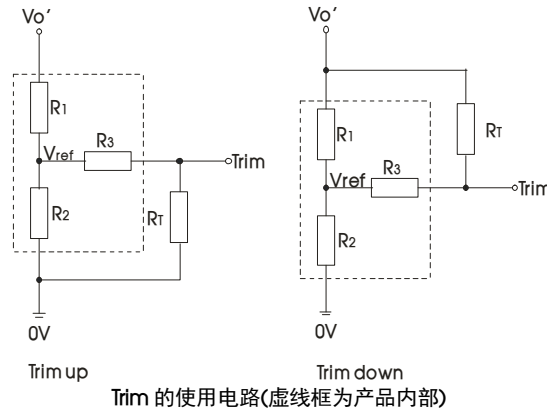 Vo'
R1
R3
Vref
Trim
R2
RT
0V
Trim up
Vo'
R1
RT
R3
Vref
Trim
R2
0V
Trim down
Trim 的使用电路(虚线框为产品内部)